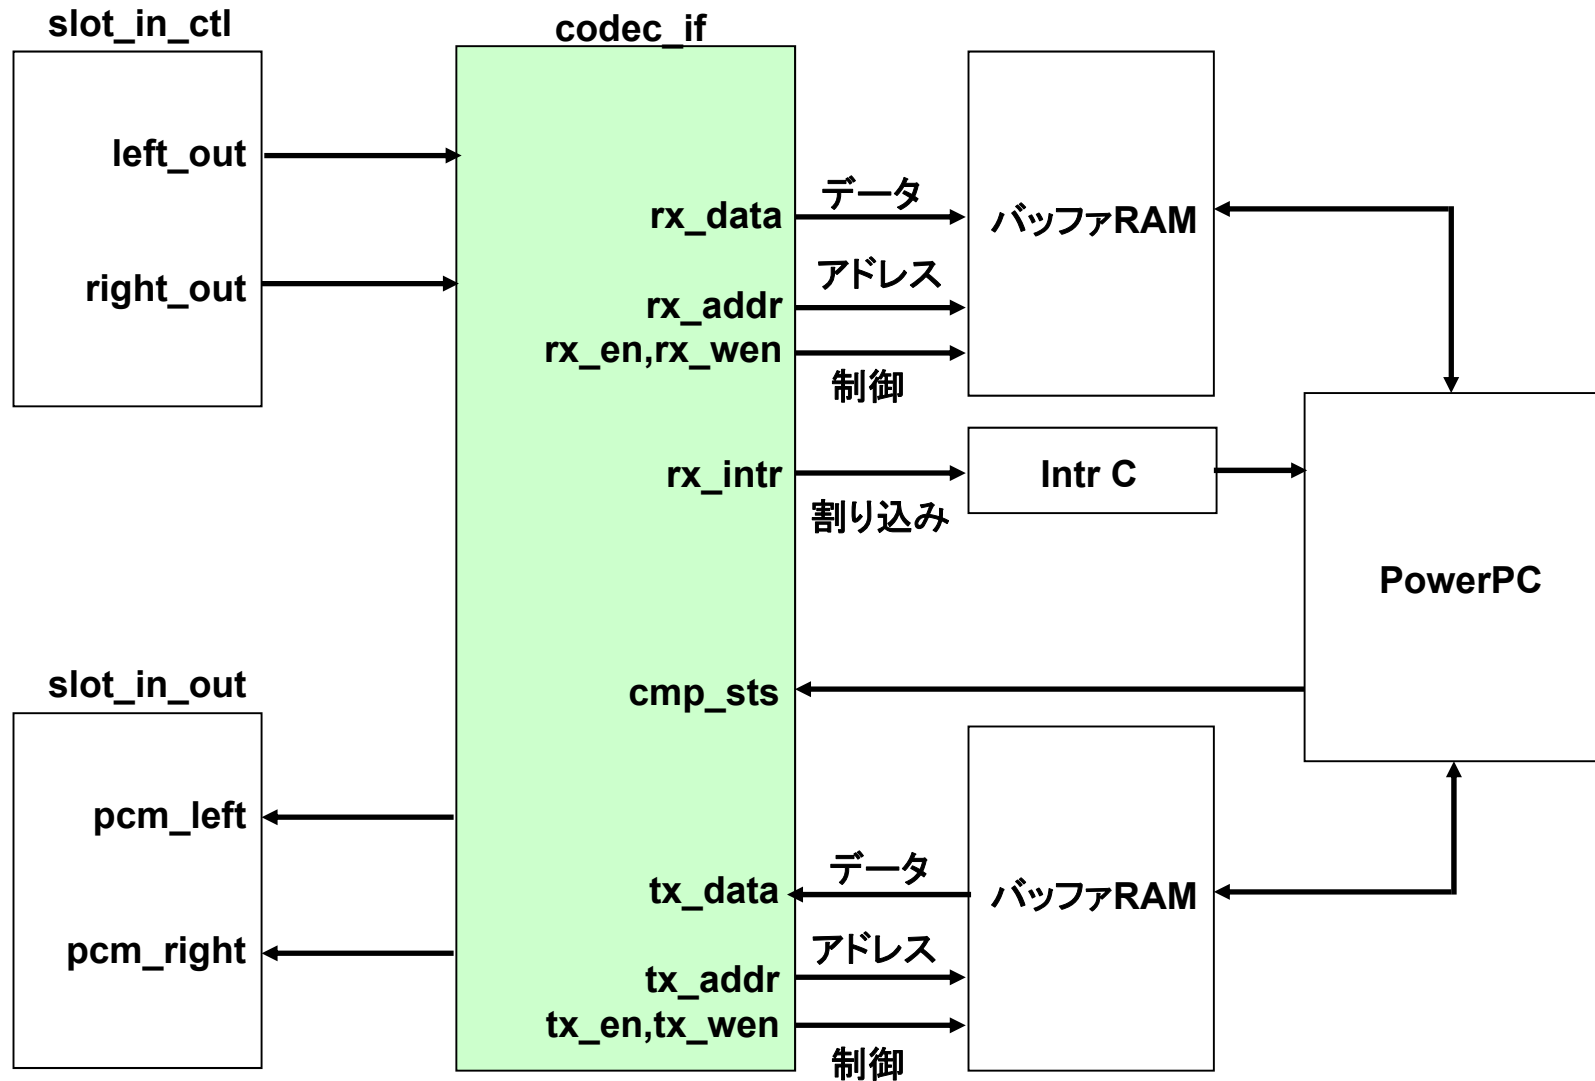 slot_in_ctl
left_out
right_out
codec_if
rx_data
rx_addr
rx_en,rx_wen
rx_intr
cmp_sts
tx_data
tx_addr
tx_en,tx_wen
データ
アドレス
制御
割り込み
バッファRAM
Intr C
PowerPC
slot_in_out
pcm_left
pcm_right
データ
アドレス
制御
バッファRAM